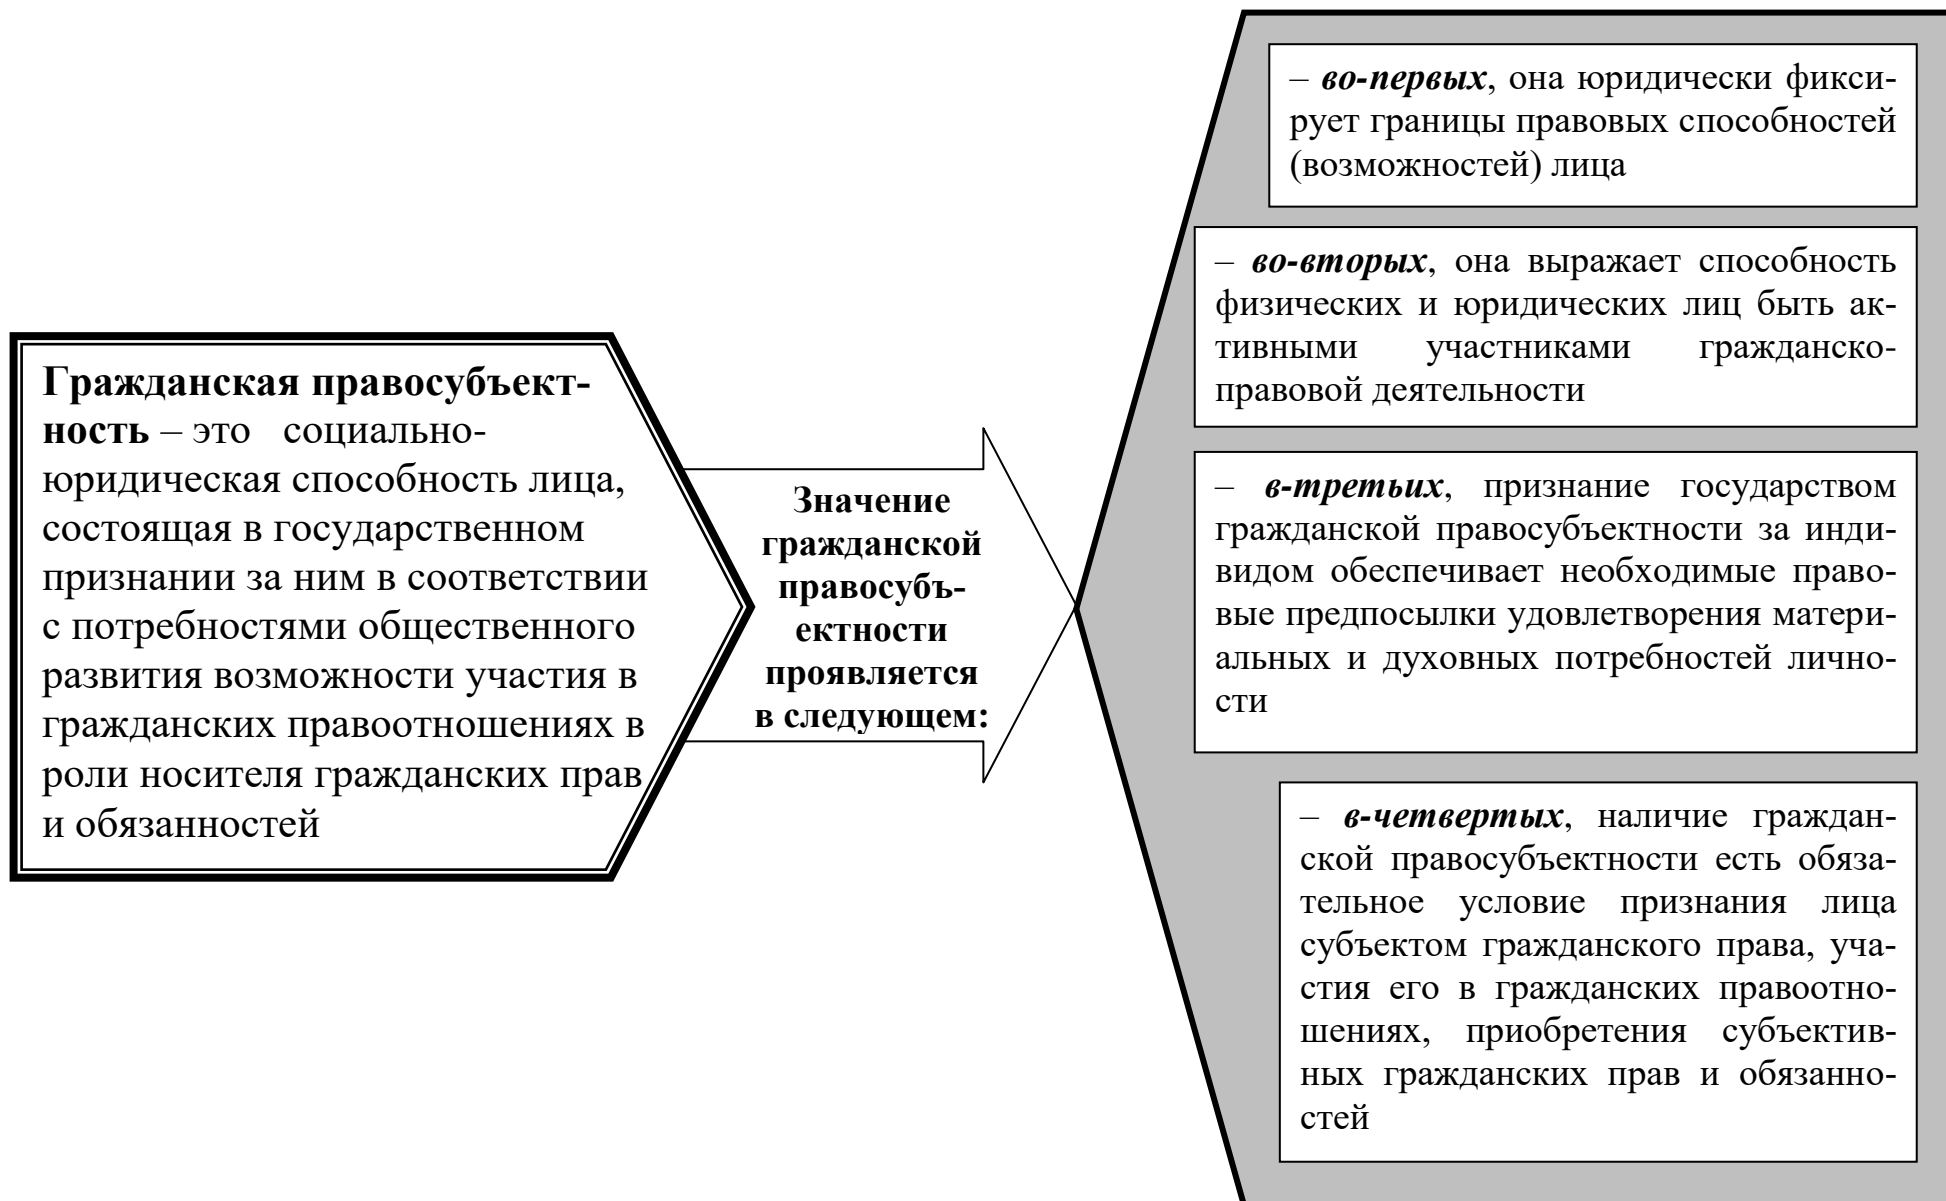 Гражданская правосубъект-
ность – это социально-
юридическая способность лица,
состоящая в государственном
признании за ним в соответствии
с потребностями общественного
развития возможности участия в
гражданских правоотношениях в
роли носителя гражданских прав
и обязанностей
Значение
гражданской
правосубъ-
ектности
проявляется
в следующем:
– во-первых, она юридически фикси-
рует границы правовых способностей
(возможностей) лица
– во-вторых, она выражает способность
физических и юридических лиц быть ак-
тивными участниками гражданско-
правовой деятельности
– в-третьих, признание государством
гражданской правосубъектности за инди-
видом обеспечивает необходимые право-
вые предпосылки удовлетворения матери-
альных и духовных потребностей лично-
сти
– в-четвертых, наличие граждан-
ской правосубъектности есть обяза-
тельное условие признания лица
субъектом гражданского права, уча-
стия его в гражданских правоотно-
шениях, приобретения субъектив-
ных гражданских прав и обязанно-
стей